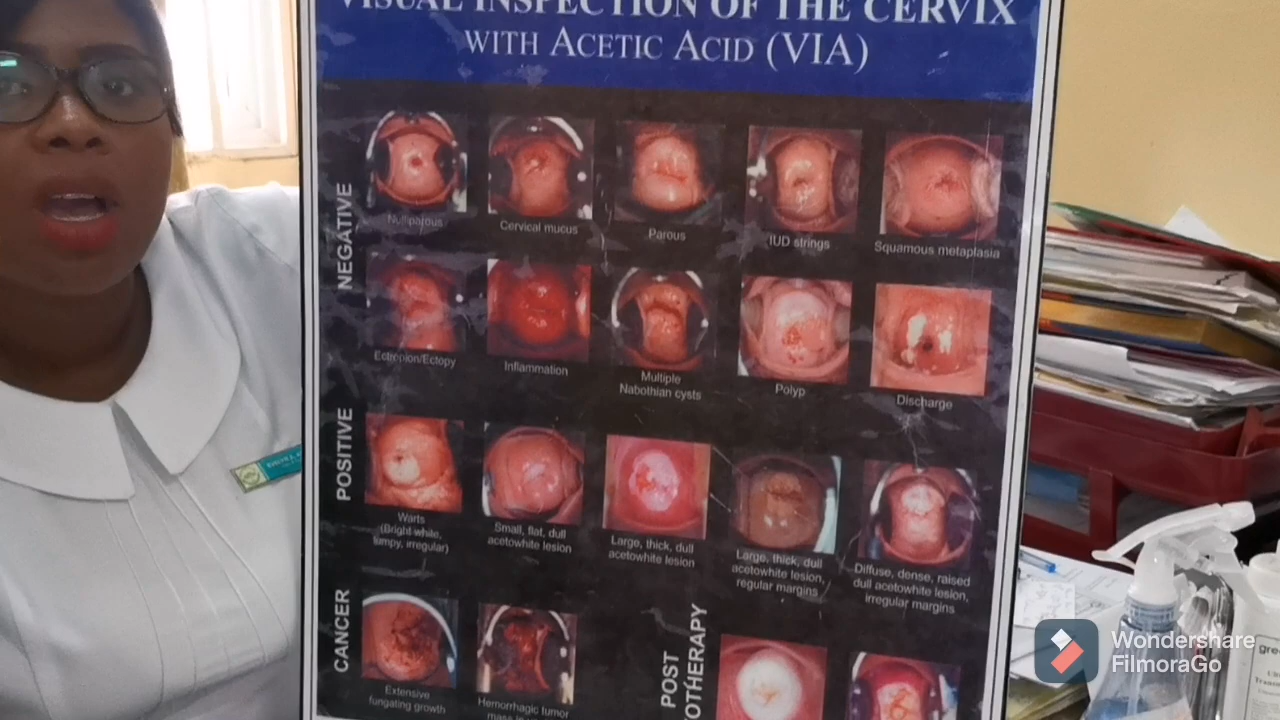 VISUAL INSPECTION OF THE CERVIX
WITH ACETIC ACID (VIA)
NEGATIVE
Nulliparous
Cervical mucus
Parous
IUD strings
Squamous metaplasia
Ectropion/Ectopy
Inflammation
Multiple
Nabothian cysts
Polyp
Discharge
POSITIVE
Warts
(Bright white,
lumpy, irregular)
Small, flat, dull
acetowhite lesion
Large, thick, dull
acetowhite lesion
Large, thick, dull
acetowhite lesion,
regular margins
Diffuse, dense, raised
dull acetowhite lesion,
irregular margins
CANCER
Extensive
fungating growth
Hemorrhagic tumor
POST
Wondershare
FilmoraGo